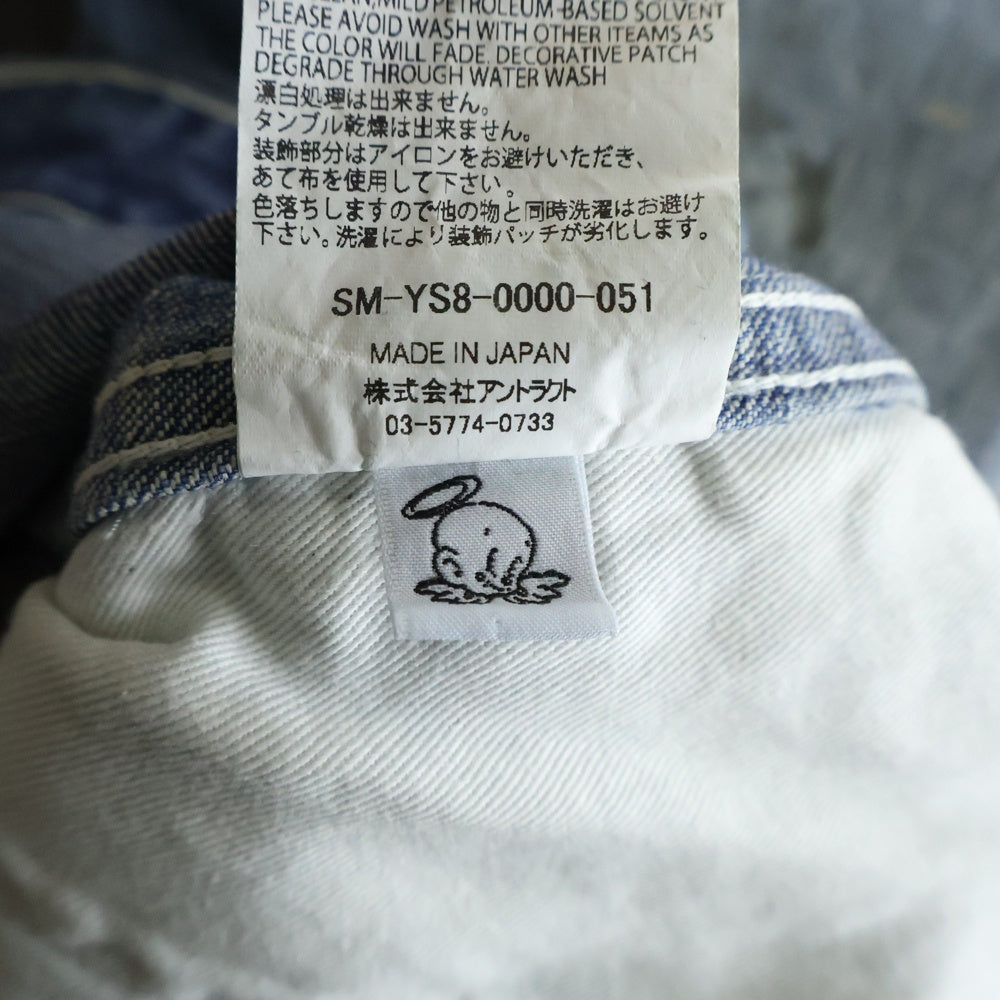 CLEAN,MILD PETROLEUM-BASED SOLVENT
PLEASE AVOID WASH WITH OTHER ITEAMS AS
THE COLOR WILL FADE. DECORATIVE PATCH
DEGRADE THROUGH WATER WASH
漂白処理は出来ません。
タンブル乾燥は出来ません。
装飾部分はアイロンをお避けいただき、
あて布を使用して下さい。
色落ちしますので他の物と同時洗濯はお避け
下さい。洗濯により装飾パッチが劣化します。
SM-YS8-0000-051
MADE IN JAPAN
株式会社アントラクト
03-5774-0733